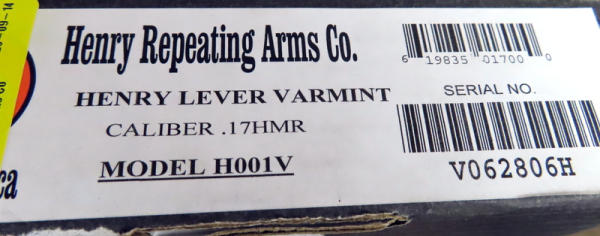 Henry Repeating Arms Co.
6 19835 01700 0
HENRY LEVER VARMINT
SERIAL NO.
CALIBER .17HMR
MODEL H001V
V062806H